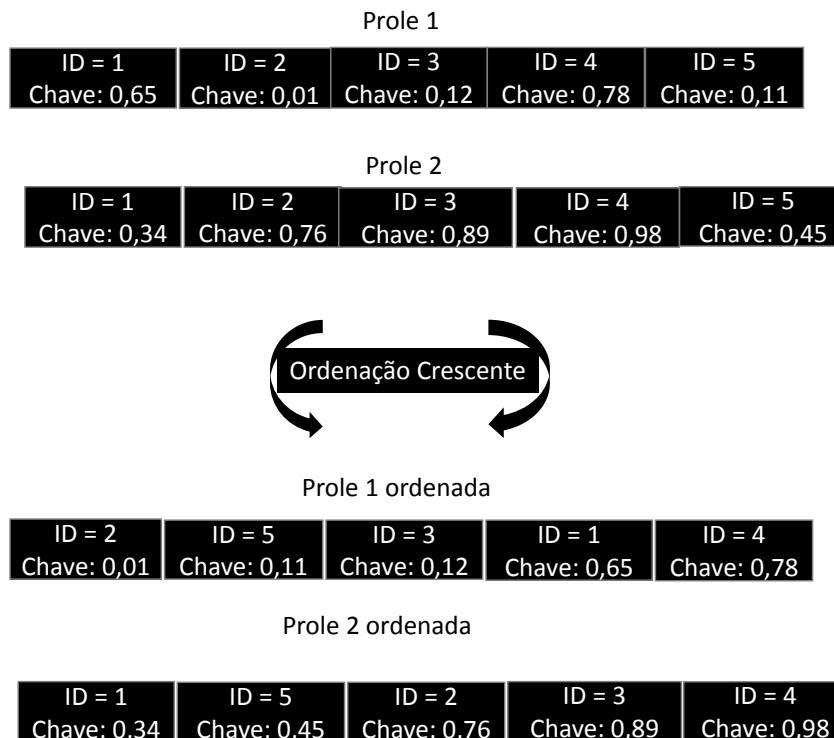 Prole 1
ID = 1 ID = 2 ID = 3 ID = 4 ID = 5
Chave: 0,65 Chave: 0,01 Chave: 0,12 Chave: 0,78 Chave: 0,11
Prole 2
ID = 1 ID = 2 ID = 3 ID = 4 ID = 5
Chave: 0,34 Chave: 0,76 Chave: 0,89 Chave: 0,98 Chave: 0,45
Ordenação Crescente
Prole 1 ordenada
ID = 2 ID = 5 ID = 3 ID = 1 ID = 4
Chave: 0,01 Chave: 0,11 Chave: 0,12 Chave: 0,65 Chave: 0,78
Prole 2 ordenada
ID = 1 ID = 5 ID = 2 ID = 3 ID = 4
Chave: 0,34 Chave: 0,45 Chave: 0,76 Chave: 0,89 Chave: 0,98